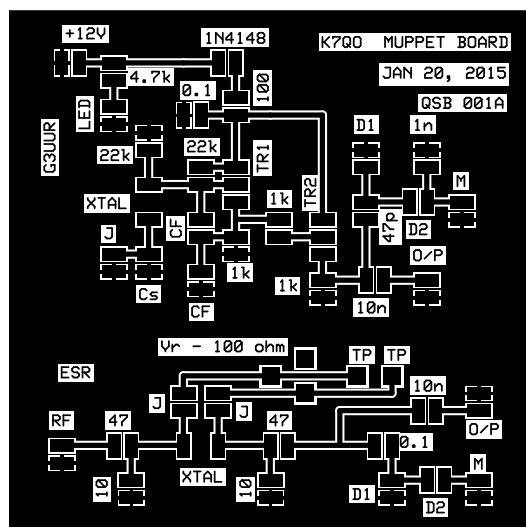 +12V
1N4148
K7QO MUPPET BOARD
4.7k
JAN 20, 2015
0.1
100
QSB 001A
LED
D1
1n
G3UUR
22k
22k
TR1
M
XTAL
TR2
1k
CF
47p
D2
J
O/P
Cs
1k
1k
CF
10n
Vr - 100 ohm
TP
TP
ESR
10n
J
J
RF
47
47
O/P
0.1
XTAL
M
10
10
D1
D2